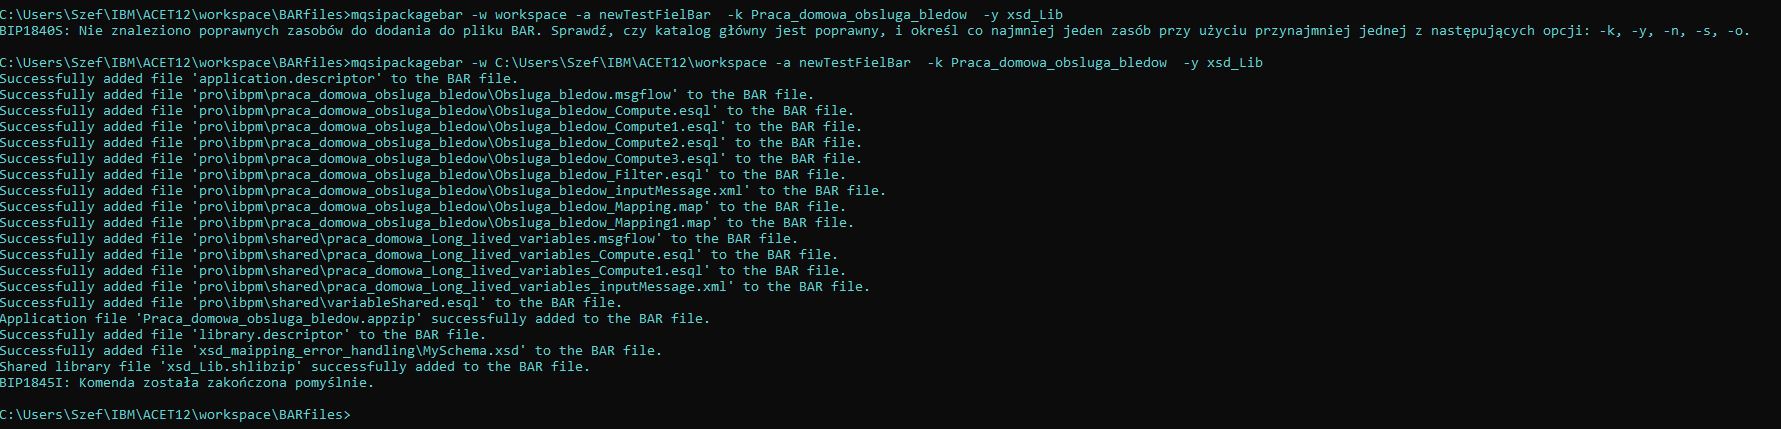 C:\Users\Szef\IBM\ACET12\workspace\BARfiles>mqsipackagebar -w workspace -a newTestFielBar  -k Praca_domowa_obsluga_bledow  -y xsd_Lib
BIP1840S: Nie znaleziono poprawnych zasobów do dodania do pliku BAR. Sprawdź, czy katalog główny jest poprawny, i określ co najmniej jeden zasób przy użyciu przynajmniej jednej z następujących opcji: -k, -y, -n, -s, -o.
C:\Users\Szef\IBM\ACET12\workspace\BARfiles>mqsipackagebar -w C:\Users\Szef\IBM\ACET12\workspace -a newTestFielBar  -k Praca_domowa_obsluga_bledow  -y xsd_Lib
Successfully added file 'application.descriptor' to the BAR file.
Successfully added file 'pro\ibpm\praca_domowa_obsluga_bledow\Obsluga_bledow.msgflow' to the BAR file.
Successfully added file 'pro\ibpm\praca_domowa_obsluga_bledow\Obsluga_bledow_Compute.esql' to the BAR file.
Successfully added file 'pro\ibpm\praca_domowa_obsluga_bledow\Obsluga_bledow_Compute1.esql' to the BAR file.
Successfully added file 'pro\ibpm\praca_domowa_obsluga_bledow\Obsluga_bledow_Compute2.esql' to the BAR file.
Successfully added file 'pro\ibpm\praca_domowa_obsluga_bledow\Obsluga_bledow_Compute3.esql' to the BAR file.
Successfully added file 'pro\ibpm\praca_domowa_obsluga_bledow\Obsluga_bledow_Filter.esql' to the BAR file.
Successfully added file 'pro\ibpm\praca_domowa_obsluga_bledow\Obsluga_bledow_inputMessage.xml' to the BAR file.
Successfully added file 'pro\ibpm\praca_domowa_obsluga_bledow\Obsluga_bledow_Mapping.map' to the BAR file.
Successfully added file 'pro\ibpm\praca_domowa_obsluga_bledow\Obsluga_bledow_Mapping1.map' to the BAR file.
Successfully added file 'pro\ibpm\shared\praca_domowa_Long_lived_variables.msgflow' to the BAR file.
Successfully added file 'pro\ibpm\shared\praca_domowa_Long_lived_variables_Compute.esql' to the BAR file.
Successfully added file 'pro\ibpm\shared\praca_domowa_Long_lived_variables_Compute1.esql' to the BAR file.
Successfully added file 'pro\ibpm\shared\praca_domowa_Long_lived_variables_inputMessage.xml' to the BAR file.
Successfully added file 'pro\ibpm\shared\variableShared.esql' to the BAR file.
Application file 'Praca_domowa_obsluga_bledow.appzip' successfully added to the BAR file.
Successfully added file 'library.descriptor' to the BAR file.
Successfully added file 'xsd_maipping_error_handling\MySchema.xsd' to the BAR file.
Shared library file 'xsd_Lib.shlibzip' successfully added to the BAR file.
BIP1845I: Komenda została zakończona pomyślnie.
C:\Users\Szef\IBM\ACET12\workspace\BARfiles>